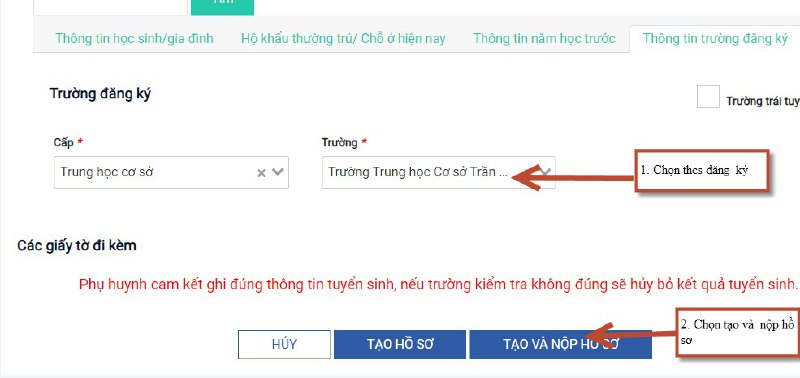 Tìm
Thông tin học sinh/gia đình Hộ khẩu thường trú/ Chỗ ở hiện nay Thông tin năm học trước Thông tin trường đăng ký
Trường đăng ký
Trường trái tuy
Cấp * Trường *
Trung học cơ sở Trường Trung học Cơ sở Trần ...
1. Chọn thcs đăng ký
Các giấy tờ đi kèm
Phụ huynh cam kết ghi đúng thông tin tuyển sinh, nếu trường kiểm tra không đúng sẽ hủy bỏ kết quả tuyển sinh.
2. Chọn tạo và nộp hồ
sơ
HỦY TẠO HỒ SƠ TẠO VÀ NỘP HỒ SƠ